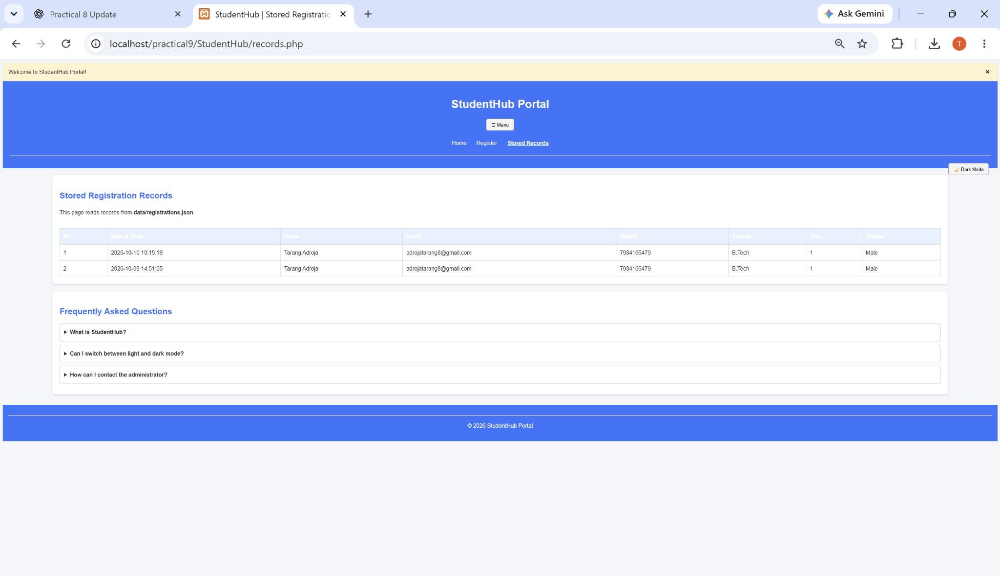 Practical 8 Update
StudentHub | Stored Registratio
Ask Gemini
localhost/practical9/StudentHub/records.php
T
Welcome to StudentHub Portal!
×
StudentHub Portal
☰ Menu
Home Register Stored Records
🌙 Dark Mode
Stored Registration Records
This page reads records from data/registrations.json.
No Date & Time Name Email Mobile Course Year Gender
1 2026-10-10 10:15:19 Tarang Adroja adrojatarang8@gmail.com 7984166479 B.Tech 1 Male
2 2026-10-09 14:51:05 Tarang Adroja adrojatarang8@gmail.com 7984166479 B.Tech 1 Male
Frequently Asked Questions
▶ What is StudentHub?
▶ Can I switch between light and dark mode?
▶ How can I contact the administrator?
© 2026 StudentHub Portal